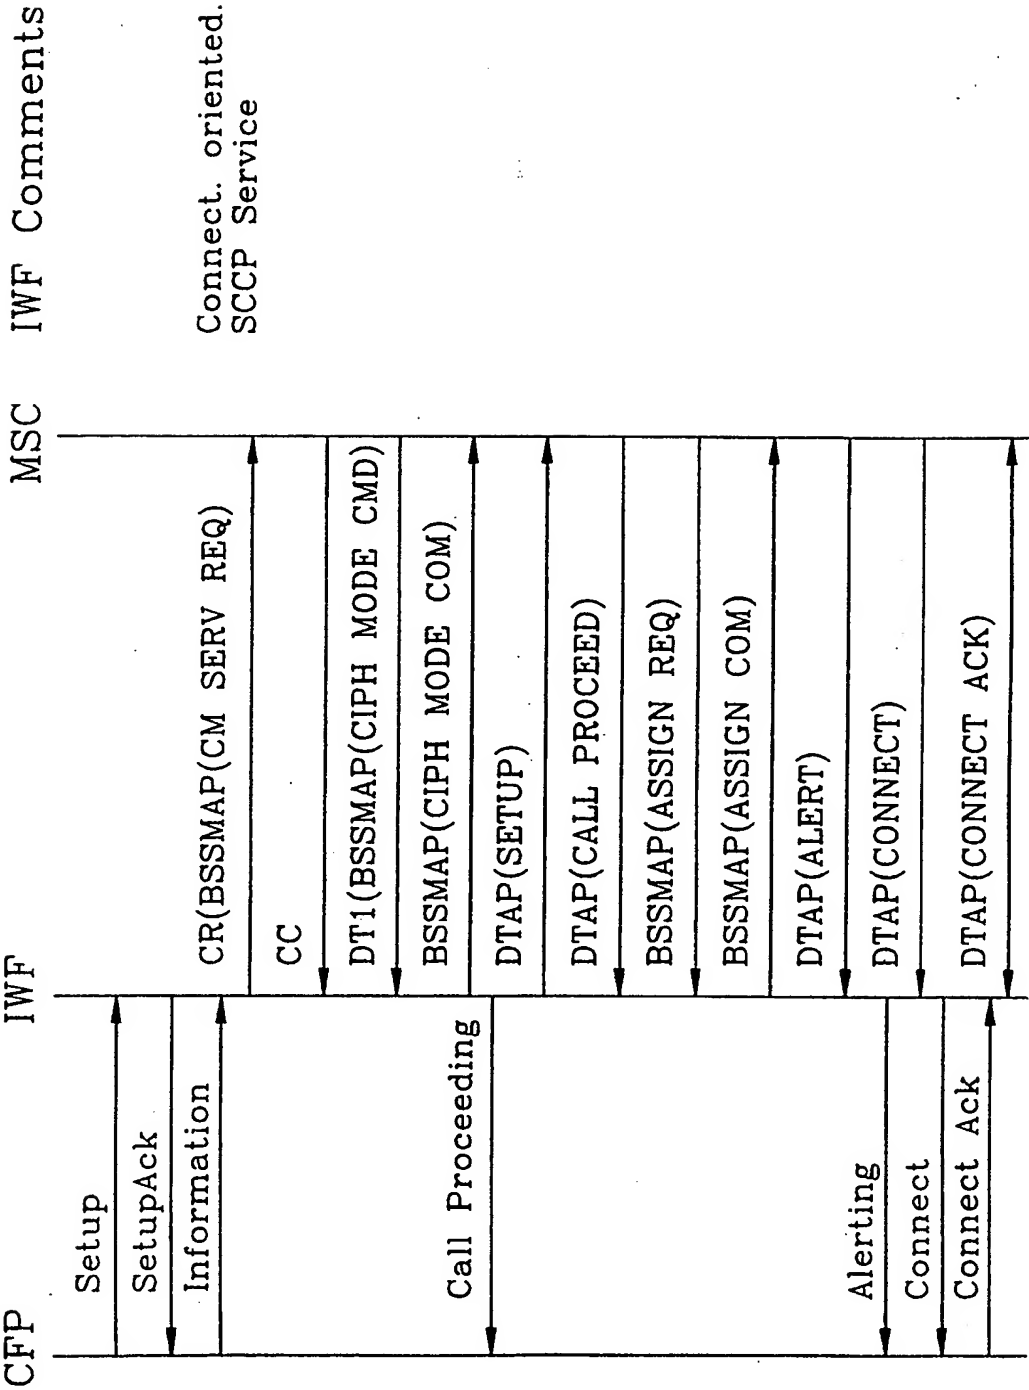 CFP
IWF
MSC
IWF Comments
Setup
SetupAck
Information
CR(BSSMAP(CM SERV REQ)
Connect. oriented.
SCCP Service
CC
DT1(BSSMAP(CIPH MODE CMD)
BSSMAP(CIPH MODE COM)
Call Proceeding
DTAP(SETUP)
DTAP(CALL PROCEED)
BSSMAP(ASSIGN REQ)
BSSMAP(ASSIGN COM)
DTAP(ALERT)
Alerting
DTAP(CONNECT)
Connect
Connect Ack
DTAP(CONNECT ACK)